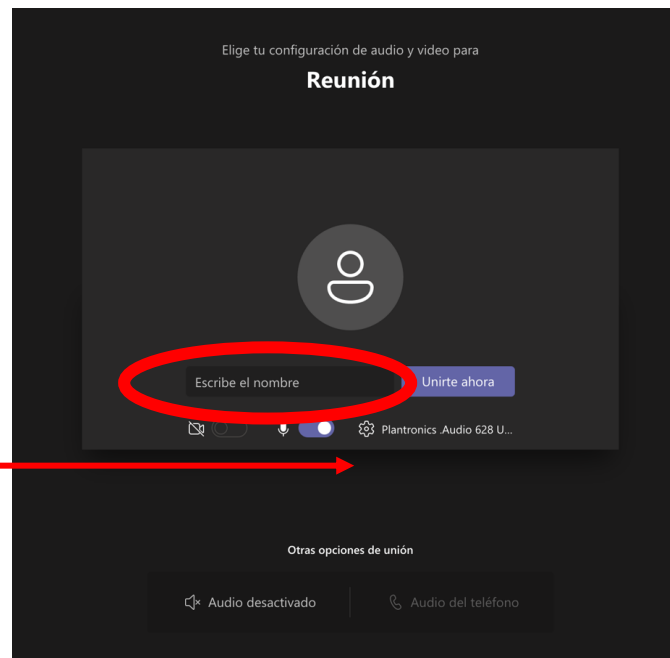 Elige tu configuración de audio y video para
Reunión
Escribe el nombre
Unirte ahora
Plantronics .Audio 628 U...
Otras opciones de unión
Audio desactivado
Audio del teléfono